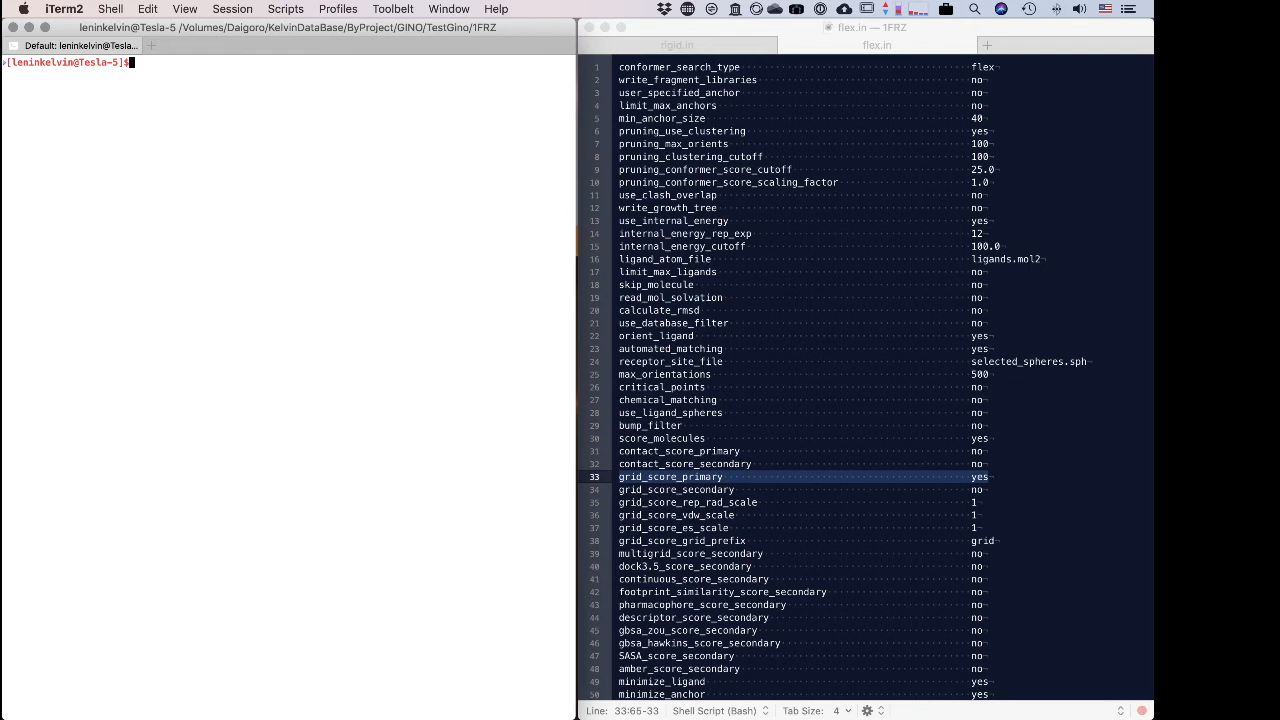 iTerm2 Shell Edit View Session Scripts Profiles Toolbelt Window Help
leninkelvin@Tesla-5 /Volumes/Daigoro/KelvinDataBase/ByProject/GINO/TestGino/1FRZ
Default: leninkelvin@Tesla...
[leninkelvin@Tesla-5]$
flex.in — 1FRZ
rigid.in flex.in
1 conformer_search_type flex
2 write_fragment_libraries no
3 user_specified_anchor no
4 limit_max_anchors no
5 min_anchor_size 40
6 pruning_use_clustering yes
7 pruning_max_orients 100
8 pruning_clustering_cutoff 100
9 pruning_conformer_score_cutoff 25.0
10 pruning_conformer_score_scaling_factor 1.0
11 use_clash_overlap no
12 write_growth_tree no
13 use_internal_energy yes
14 internal_energy_rep_exp 12
15 internal_energy_cutoff 100.0
16 ligand_atom_file ligands.mol2
17 limit_max_ligands no
18 skip_molecule no
19 read_mol_solvation no
20 calculate_rmsd no
21 use_database_filter no
22 orient_ligand yes
23 automated_matching yes
24 receptor_site_file selected_spheres.sph
25 max_orientations 500
26 critical_points no
27 chemical_matching no
28 use_ligand_spheres no
29 bump_filter no
30 score_molecules yes
31 contact_score_primary no
32 contact_score_secondary no
33 grid_score_primary yes
34 grid_score_secondary no
35 grid_score_rep_rad_scale 1
36 grid_score_vdw_scale 1
37 grid_score_es_scale 1
38 grid_score_grid_prefix grid
39 multigrid_score_secondary no
40 dock3.5_score_secondary no
41 continuous_score_secondary no
42 footprint_similarity_score_secondary no
43 pharmacophore_score_secondary no
44 descriptor_score_secondary no
45 gbsa_zou_score_secondary no
46 gbsa_hawkins_score_secondary no
47 SASA_score_secondary no
48 amber_score_secondary no
49 minimize_ligand yes
50 minimize_anchor yes
Line: 33:65-33 Shell Script (Bash) Tab Size: 4